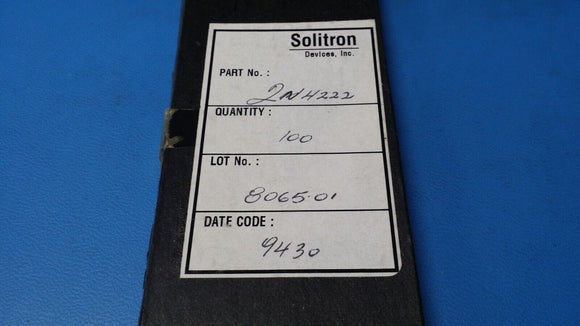 Solitron
Devices, Inc.
PART No. :
2N4222
QUANTITY :
100
LOT No. :
8065-01
DATE CODE :
9430